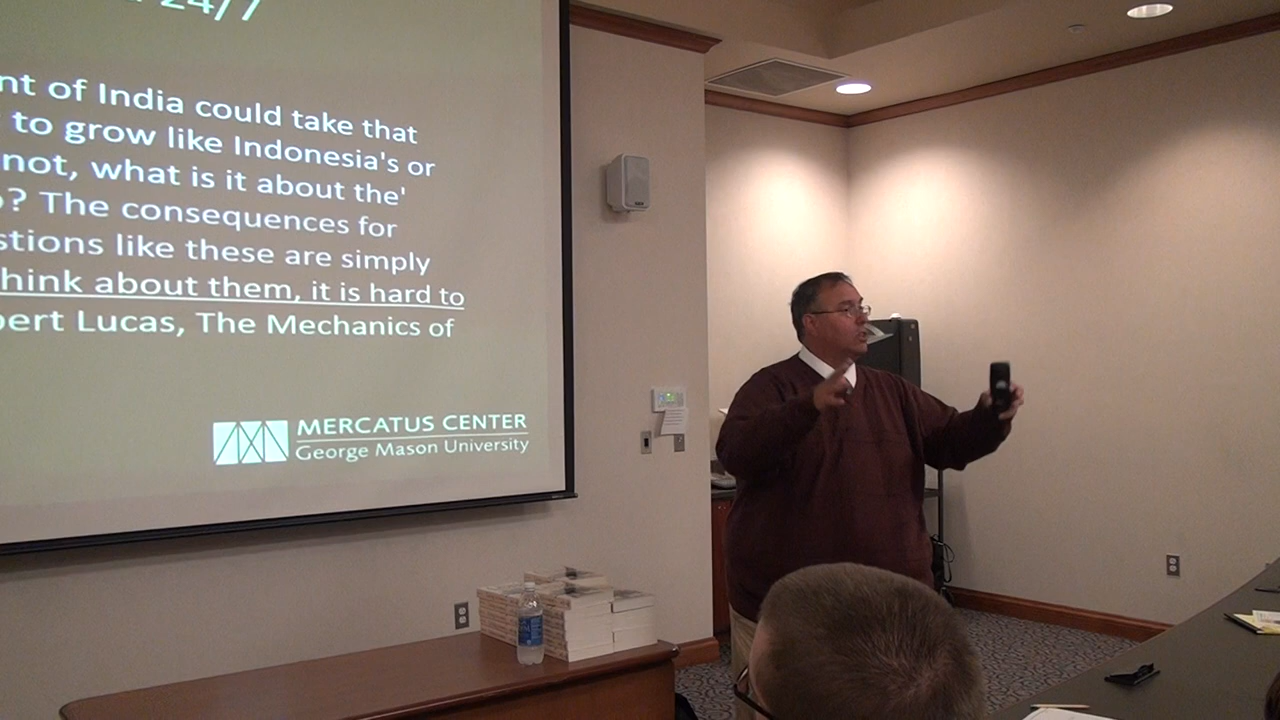 24/7
nt of India could take that
to grow like Indonesia's or
not, what is it about the'
? The consequences for
stions like these are simply
hink about them, it is hard to
bert Lucas, The Mechanics of
MERCATUS CENTER
George Mason University